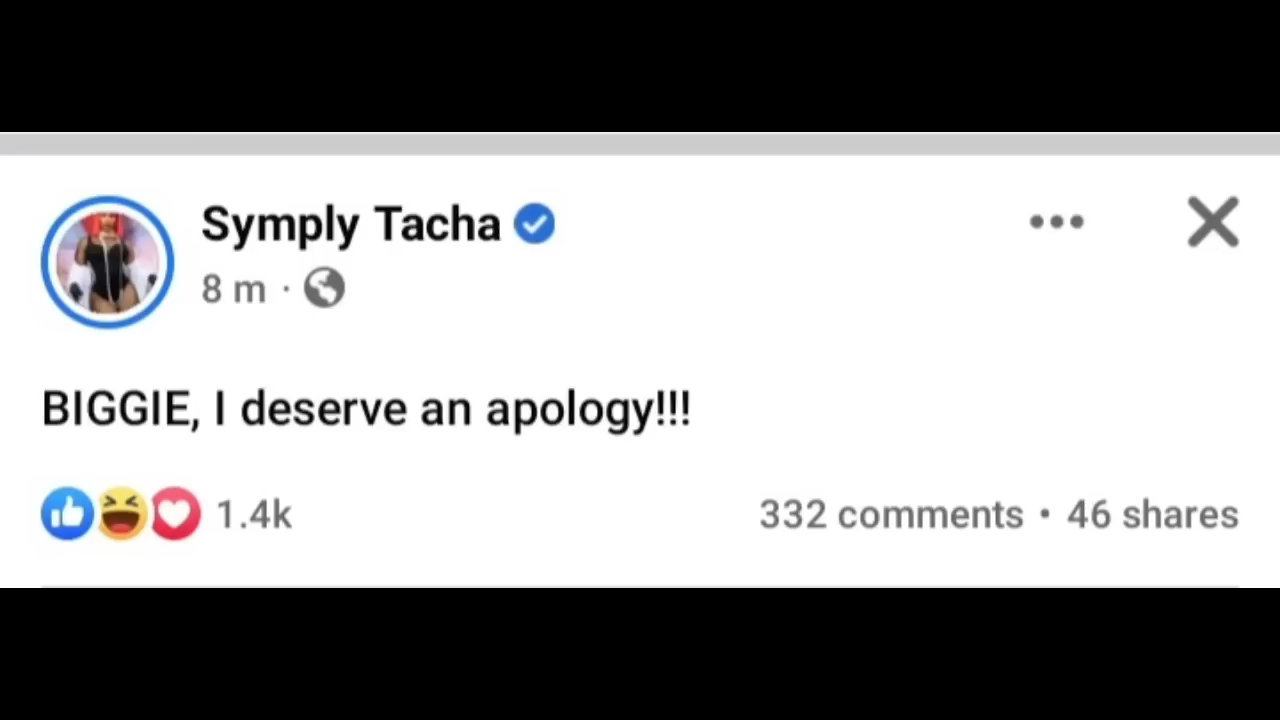 Symply Tacha
8 m ·
BIGGIE, I deserve an apology!!!
1.4k 332 comments • 46 shares